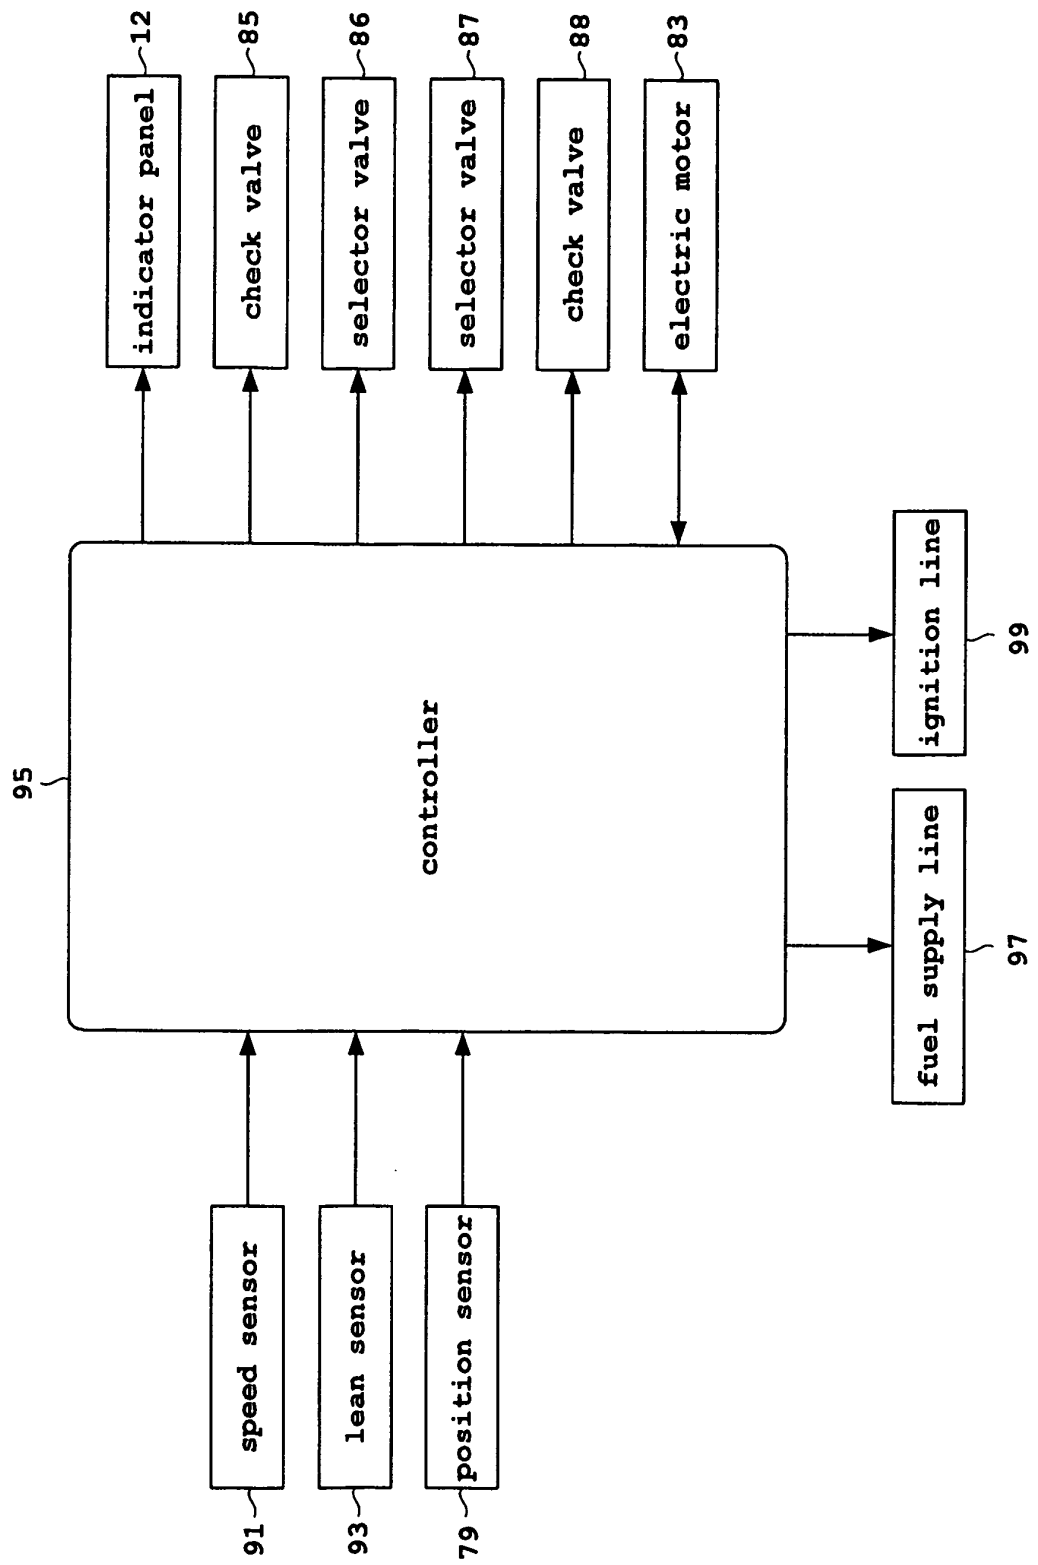 95
controller
91
speed sensor
93
lean sensor
79
position sensor
indicator panel
12
check valve
85
selector valve
86
selector valve
87
check valve
88
electric motor
83
fuel supply line
97
ignition line
99